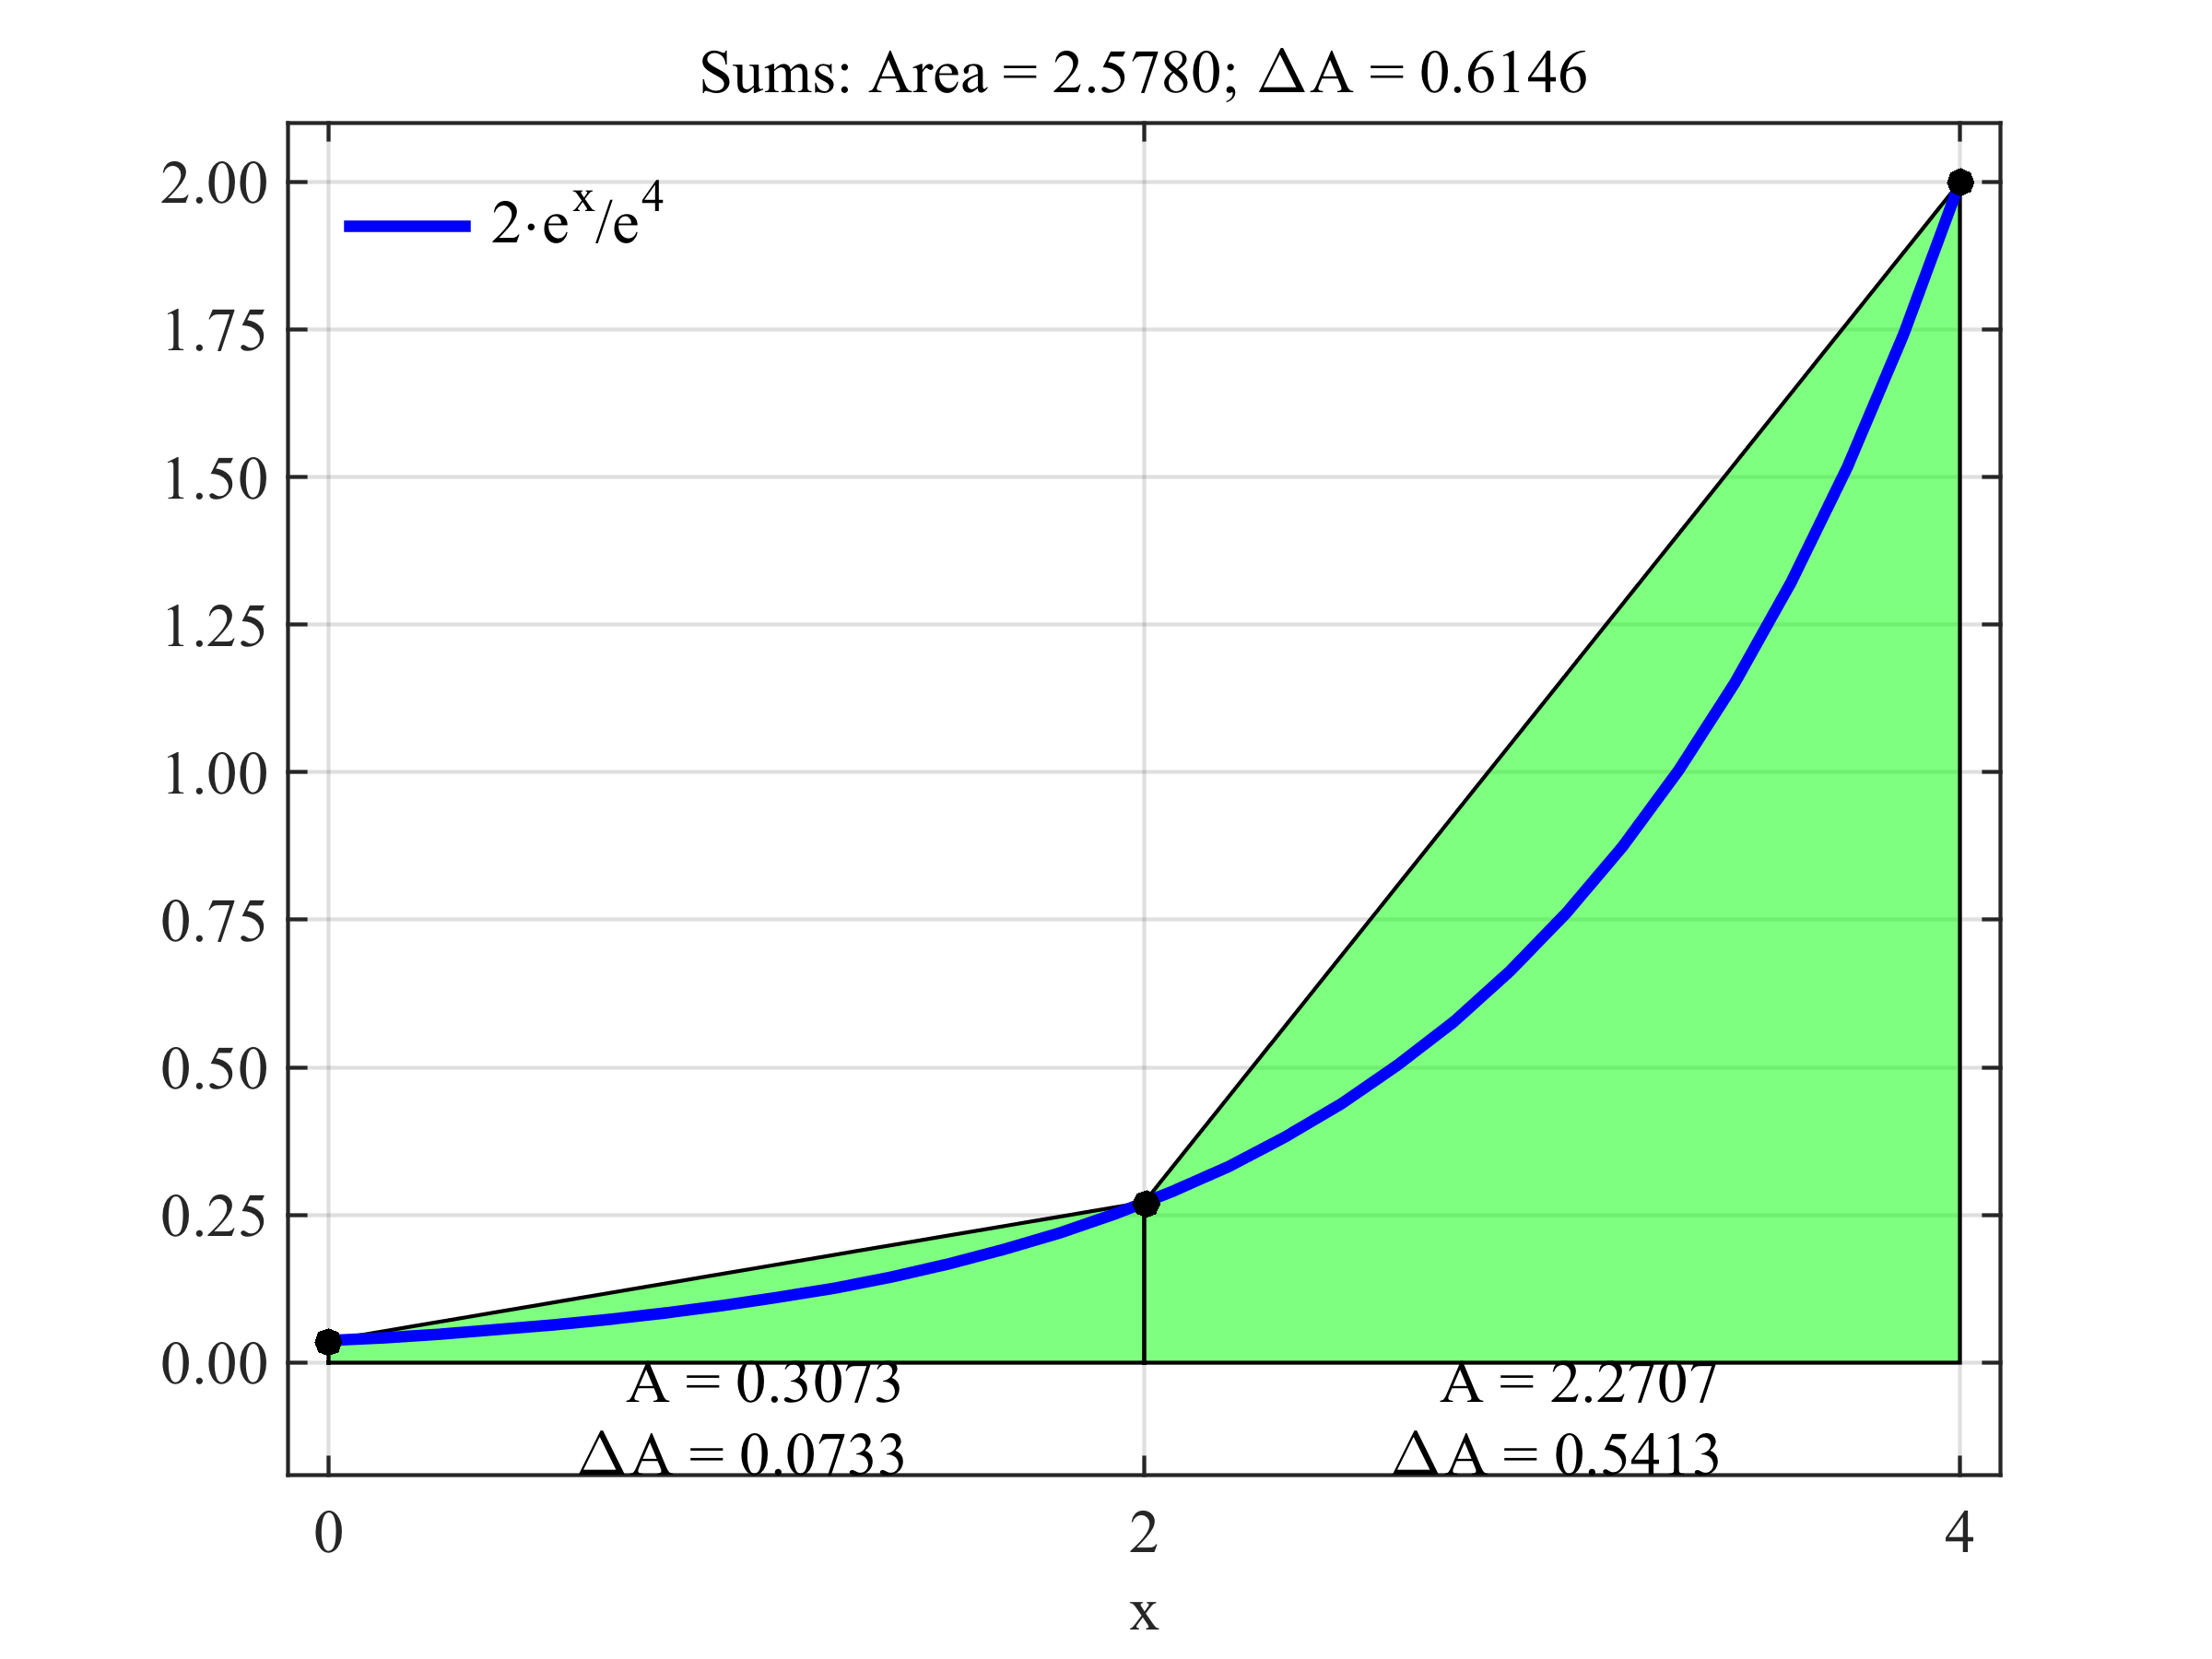 Sums: Area = 2.5780; ΔA = 0.6146
2·eˣ/e⁴
2.00
1.75
1.50
1.25
1.00
0.75
0.50
0.25
0.00
A = 0.3073
ΔA = 0.0733
A = 2.2707
ΔA = 0.5413
0
2
4
x